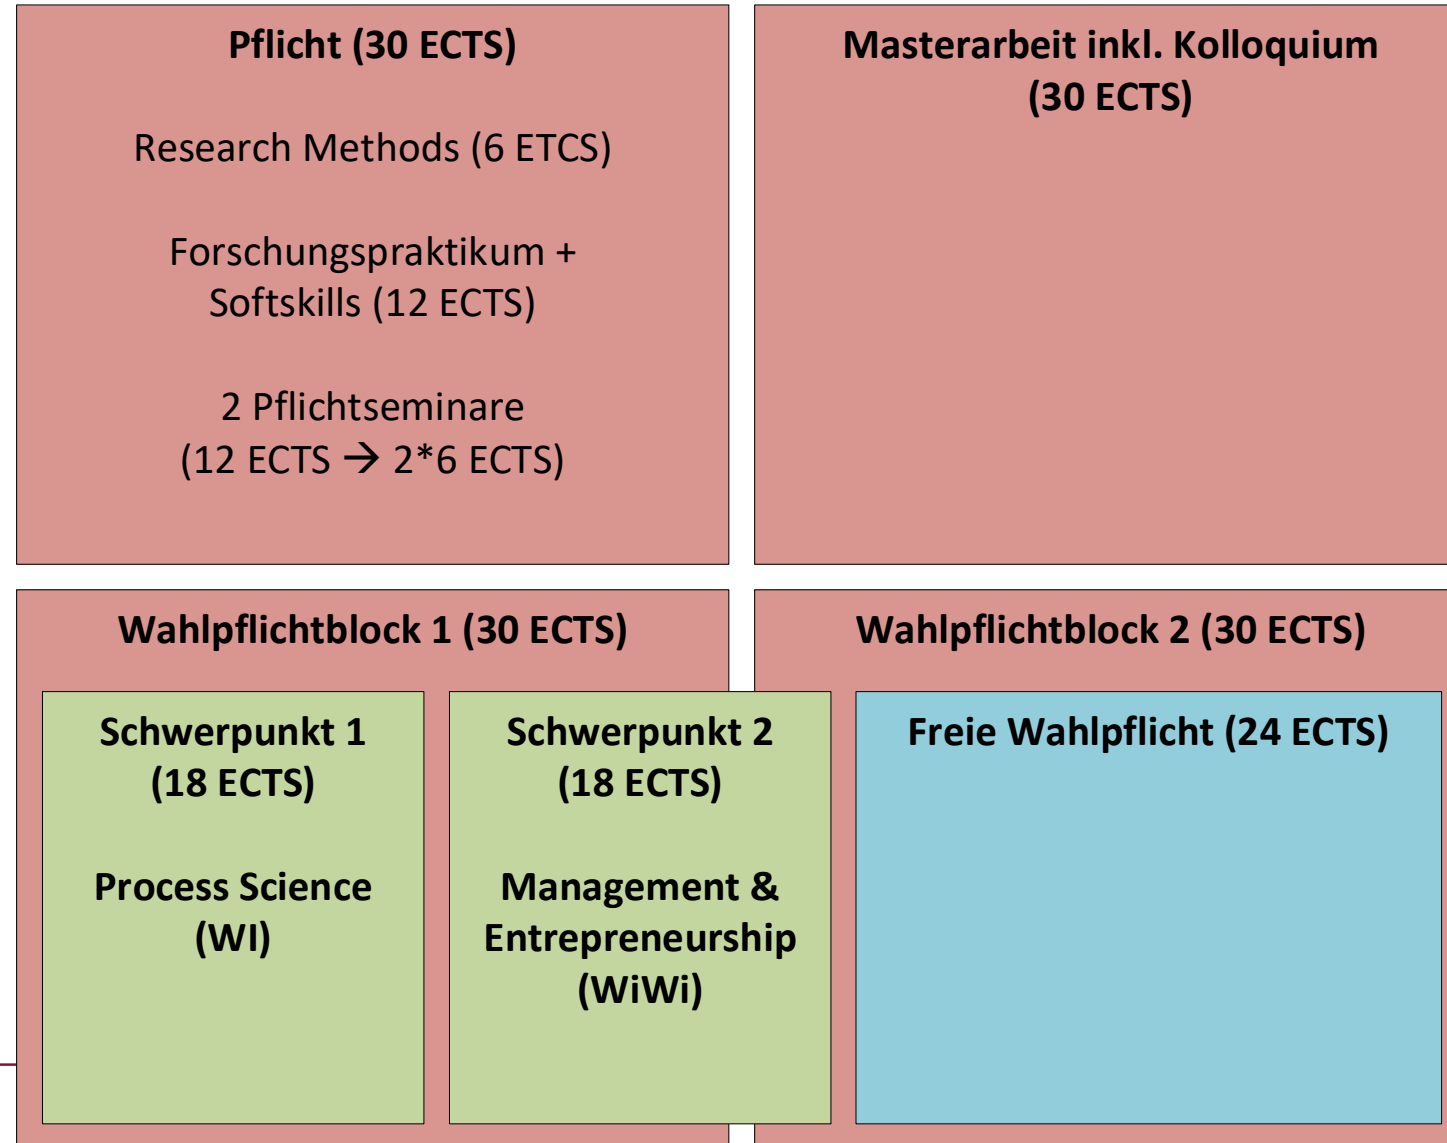 Pflicht (30 ECTS)
Research Methods (6 ETCS)
Forschungspraktikum +
Softskills (12 ECTS)
2 Pflichtseminare
(12 ECTS → 2*6 ECTS)
Masterarbeit inkl. Kolloquium
(30 ECTS)
Wahlpflichtblock 1 (30 ECTS)
Schwerpunkt 1
(18 ECTS)
Process Science
(WI)
Schwerpunkt 2
(18 ECTS)
Management &
Entrepreneurship
(WiWi)
Wahlpflichtblock 2 (30 ECTS)
Freie Wahlpflicht (24 ECTS)